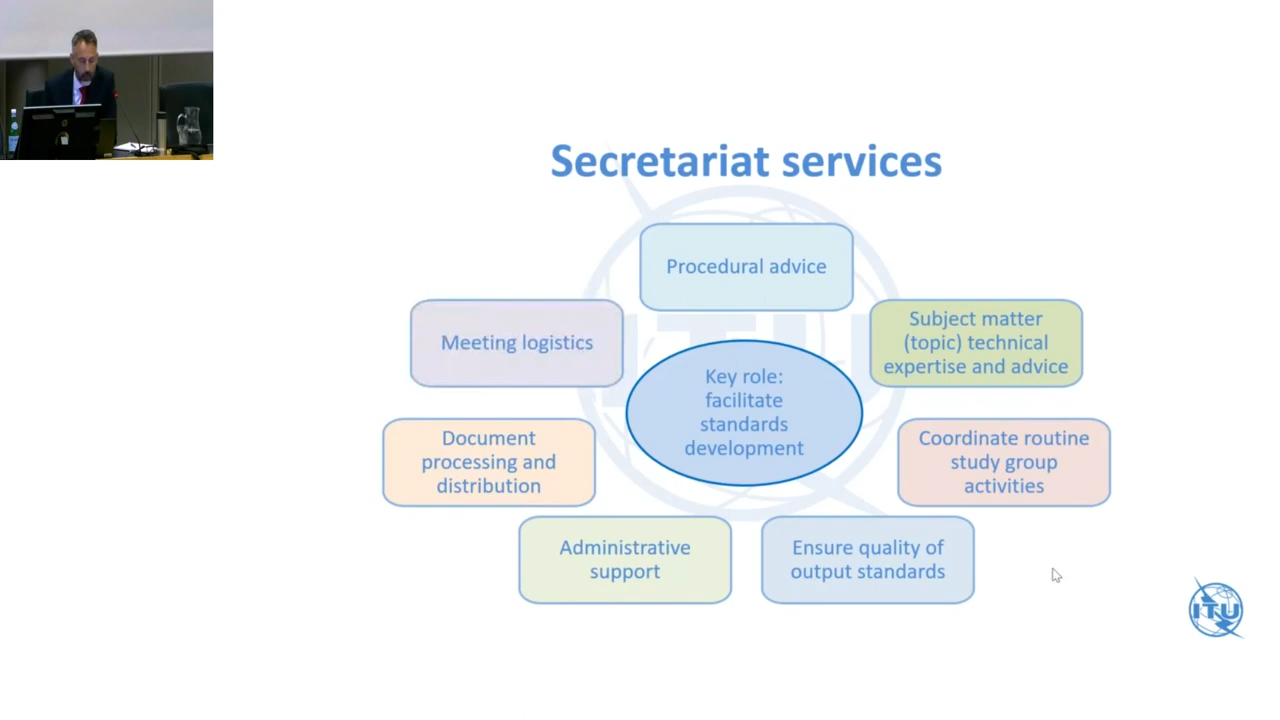 Secretariat services
Procedural advice
Meeting logistics
Subject matter
(topic) technical
expertise and advice
Key role:
facilitate
standards
development
Document
processing and
distribution
Coordinate routine
study group
activities
Administrative
support
Ensure quality of
output standards
ITU
ITU